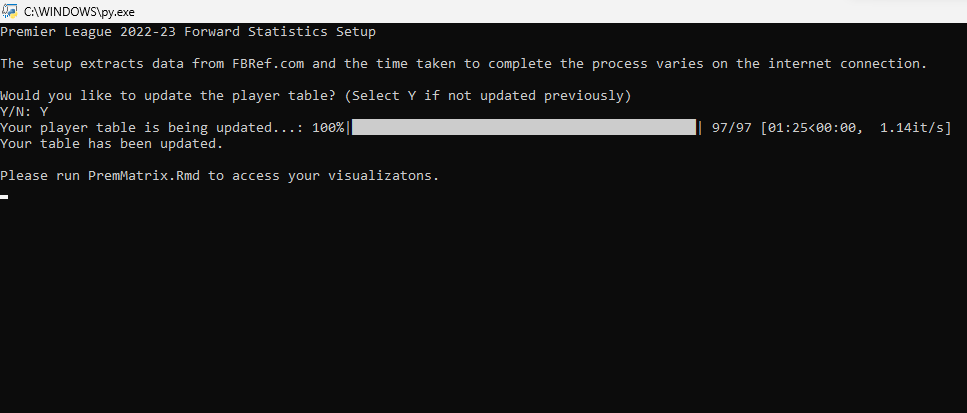 C:\WINDOWS\py.exe
Premier League 2022-23 Forward Statistics Setup
The setup extracts data from FBRef.com and the time taken to complete the process varies on the internet connection.
Would you like to update the player table? (Select Y if not updated previously)
Y/N: Y
Your player table is being updated...: 100%|██████████| 97/97 [01:25<00:00,  1.14it/s]
Your table has been updated.
Please run PremMatrix.Rmd to access your visualizatons.